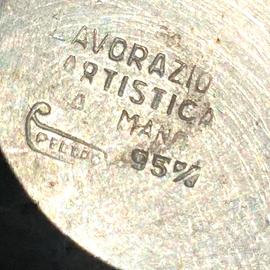 LAVORAZIO
ARTISTICA
A MANO
95%